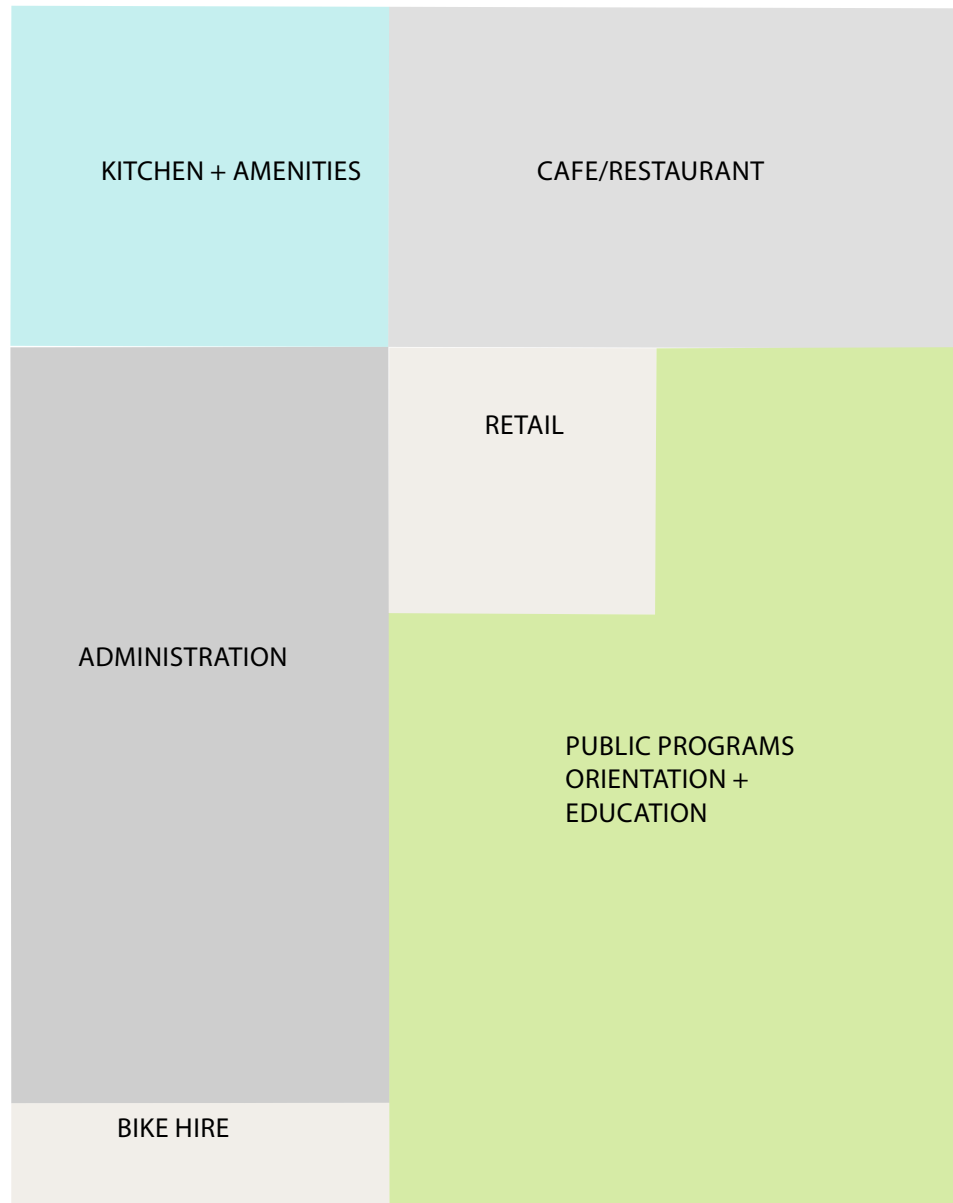 KITCHEN + AMENITIES
CAFE/RESTAURANT
RETAIL
ADMINISTRATION
PUBLIC PROGRAMS
ORIENTATION +
EDUCATION
BIKE HIRE